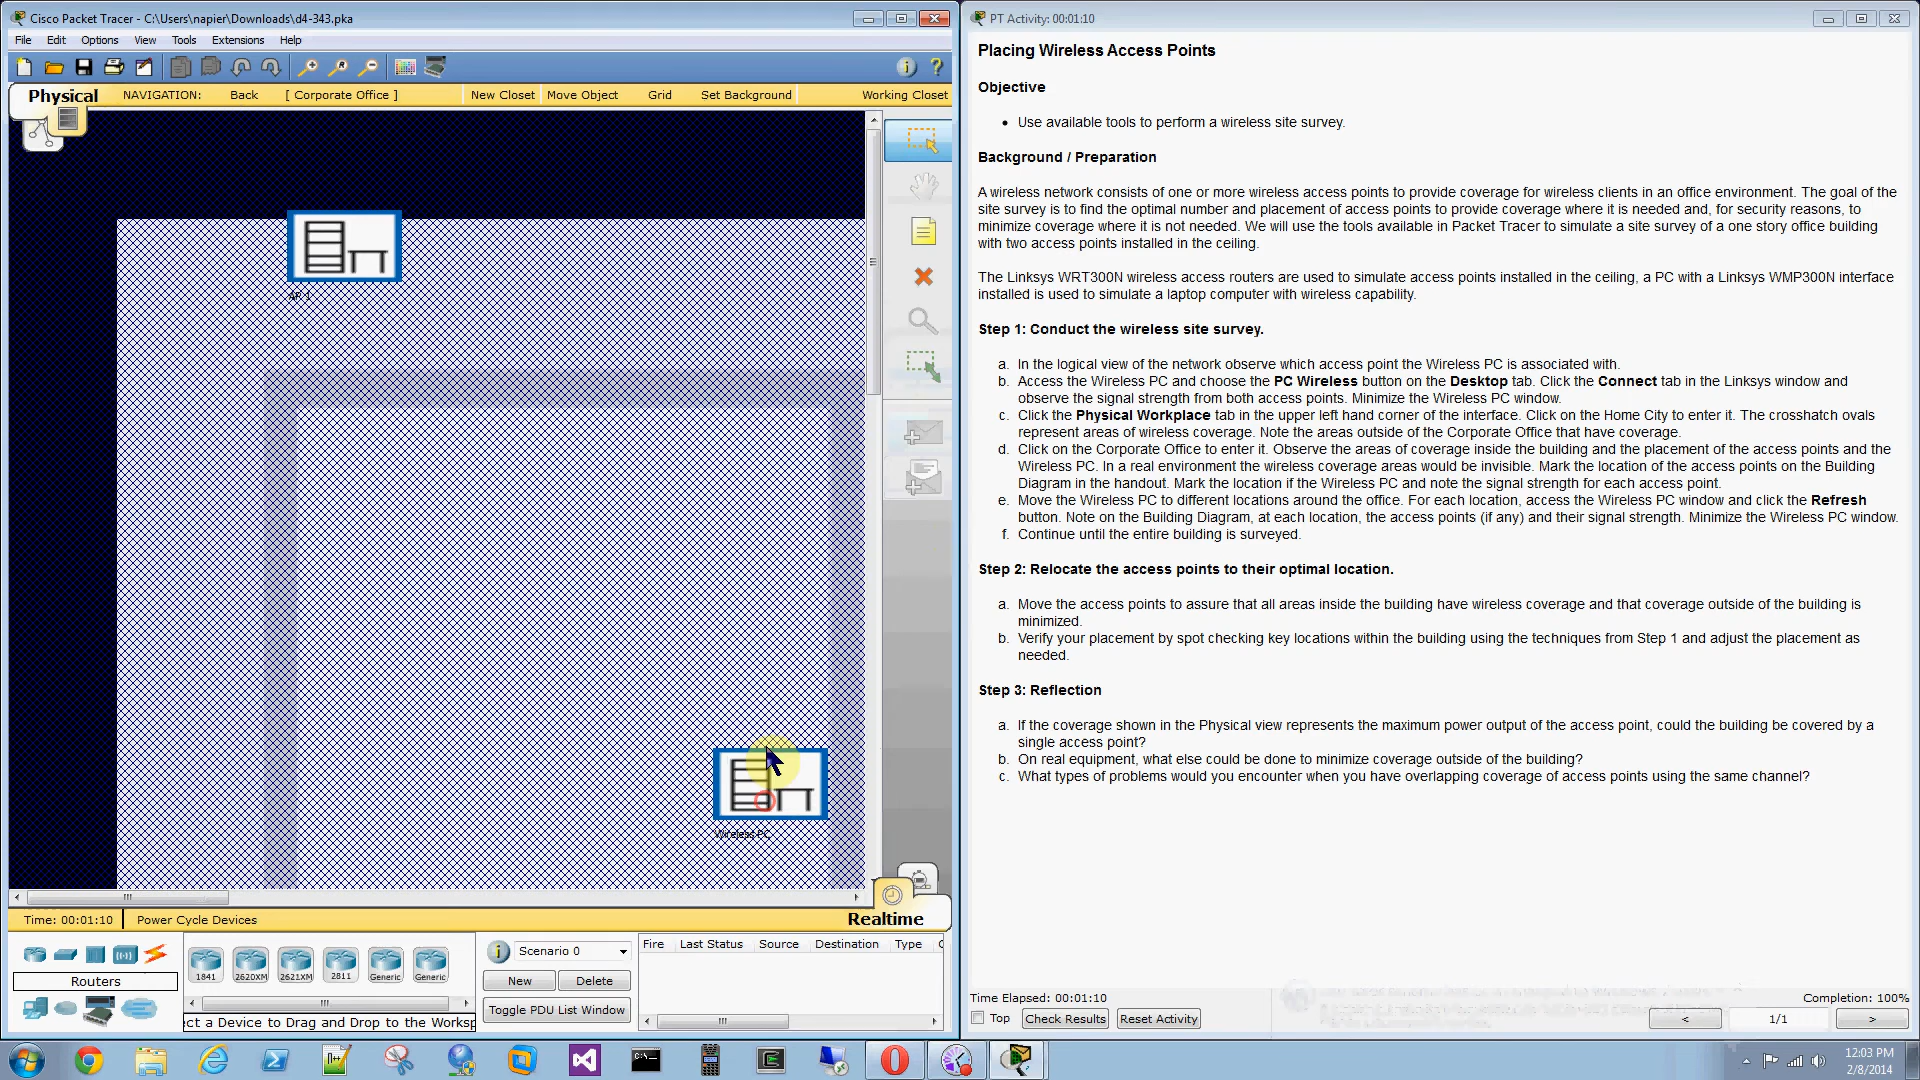 Cisco Packet Tracer - C:\Users\napier\Downloads\d4-343.pka
File Edit Options View Tools Extensions Help
Physical NAVIGATION: Back [ Corporate Office ] New Closet Move Object Grid Set Background Working Closet
AP 1
Wireless PC
Time: 00:01:10 Power Cycle Devices
Realtime
Routers
1841 2620XM 2621XM 2811 Generic Generic
ect a Device to Drag and Drop to the Worksp
Scenario 0
New Delete
Toggle PDU List Window
Fire Last Status Source Destination Type
PT Activity: 00:01:10
Placing Wireless Access Points
Objective
• Use available tools to perform a wireless site survey.
Background / Preparation
A wireless network consists of one or more wireless access points to provide coverage for wireless clients in an office environment. The goal of the
site survey is to find the optimal number and placement of access points to provide coverage where it is needed and, for security reasons, to
minimize coverage where it is not needed. We will use the tools available in Packet Tracer to simulate a site survey of a one story office building
with two access points installed in the ceiling.
The Linksys WRT300N wireless access routers are used to simulate access points installed in the ceiling, a PC with a Linksys WMP300N interface
installed is used to simulate a laptop computer with wireless capability.
Step 1: Conduct the wireless site survey.
a. In the logical view of the network observe which access point the Wireless PC is associated with.
b. Access the Wireless PC and choose the PC Wireless button on the Desktop tab. Click the Connect tab in the Linksys window and
observe the signal strength from both access points. Minimize the Wireless PC window.
c. Click the Physical Workplace tab in the upper left hand corner of the interface. Click on the Home City to enter it. The crosshatch ovals
represent areas of wireless coverage. Note the areas outside of the Corporate Office that have coverage.
d. Click on the Corporate Office to enter it. Observe the areas of coverage inside the building and the placement of the access points and the
Wireless PC. In a real environment the wireless coverage areas would be invisible. Mark the location of the access points on the Building
Diagram in the handout. Mark the location if the Wireless PC and note the signal strength for each access point.
e. Move the Wireless PC to different locations around the office. For each location, access the Wireless PC window and click the Refresh
button. Note on the Building Diagram, at each location, the access points (if any) and their signal strength. Minimize the Wireless PC window.
f. Continue until the entire building is surveyed.
Step 2: Relocate the access points to their optimal location.
a. Move the access points to assure that all areas inside the building have wireless coverage and that coverage outside of the building is
minimized.
b. Verify your placement by spot checking key locations within the building using the techniques from Step 1 and adjust the placement as
needed.
Step 3: Reflection
a. If the coverage shown in the Physical view represents the maximum power output of the access point, could the building be covered by a
single access point?
b. On real equipment, what else could be done to minimize coverage outside of the building?
c. What types of problems would you encounter when you have overlapping coverage of access points using the same channel?
Time Elapsed: 00:01:10 Completion: 100%
Top Check Results Reset Activity < 1/1 >
12:03 PM
2/8/2014